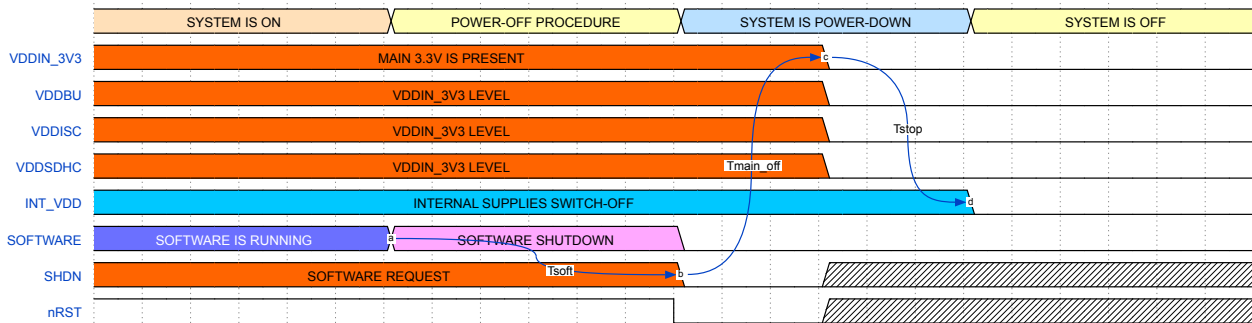 SYSTEM IS ON POWER-OFF PROCEDURE SYSTEM IS POWER-DOWN SYSTEM IS OFF
VDDIN_3V3 MAIN 3.3V IS PRESENT c
VDDBU VDDIN_3V3 LEVEL
VDDISC VDDIN_3V3 LEVEL Tstop
VDDSDHC VDDIN_3V3 LEVEL Tmain_off
INT_VDD INTERNAL SUPPLIES SWITCH-OFF d
SOFTWARE SOFTWARE IS RUNNING a SOFTWARE SHUTDOWN
SHDN SOFTWARE REQUEST Tsoft b
nRST